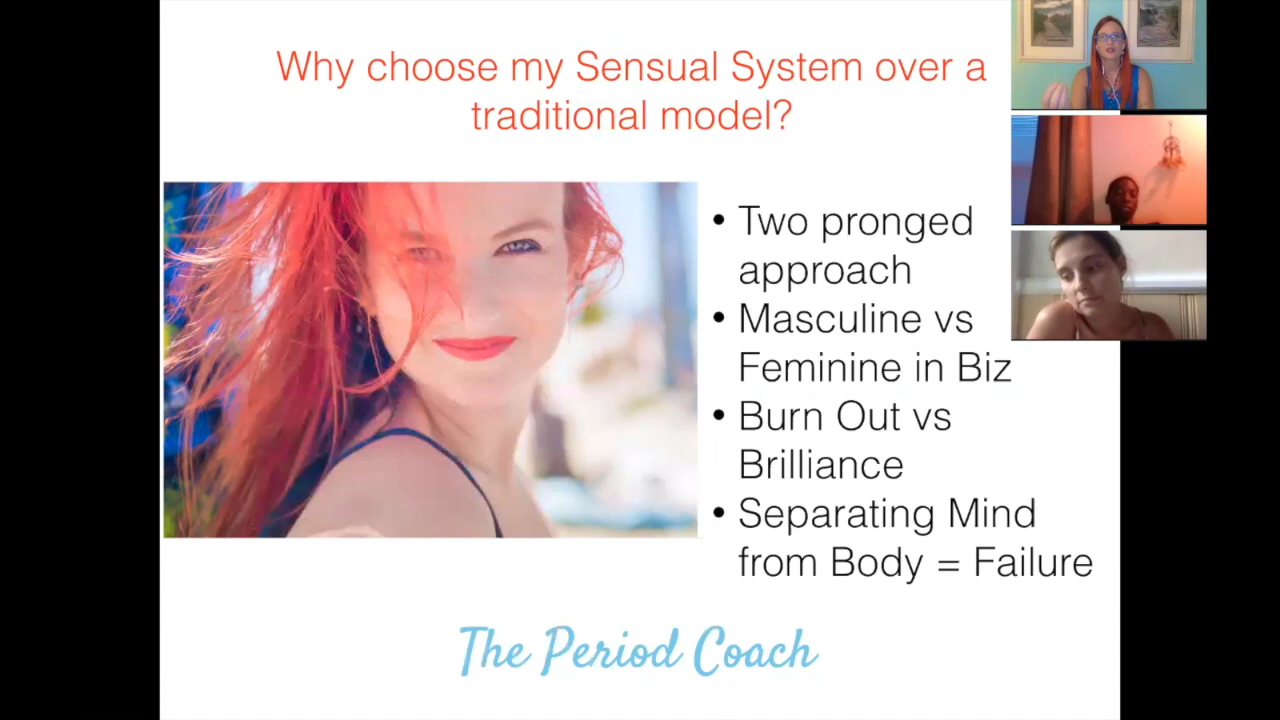 Why choose my Sensual System over a
traditional model?
• Two pronged
approach
• Masculine vs
Feminine in Biz
• Burn Out vs
Brilliance
• Separating Mind
from Body = Failure
The Period Coach